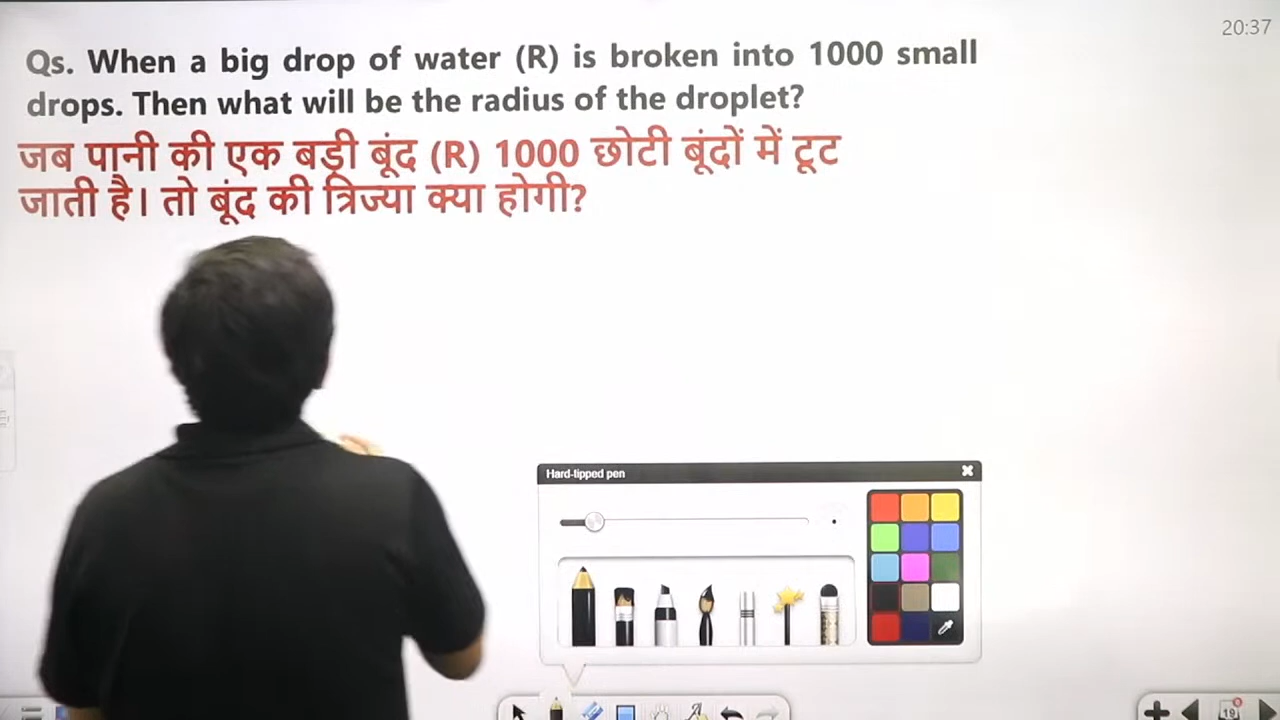 20:37
Qs. When a big drop of water (R) is broken into 1000 small
drops. Then what will be the radius of the droplet?
जब पानी की एक बड़ी बूंद (R) 1000 छोटी बूंदों में टूट
जाती है। तो बूंद की त्रिज्या क्या होगी?
Hard-tipped pen
19